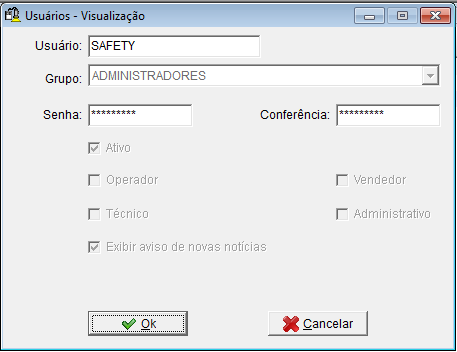 Usuários - Visualização
Usuário: SAFETY
Grupo: ADMINISTRADORES
Senha: ********* Conferência: *********
Ativo
Operador Vendedor
Técnico Administrativo
Exibir aviso de novas notícias
Ok Cancelar